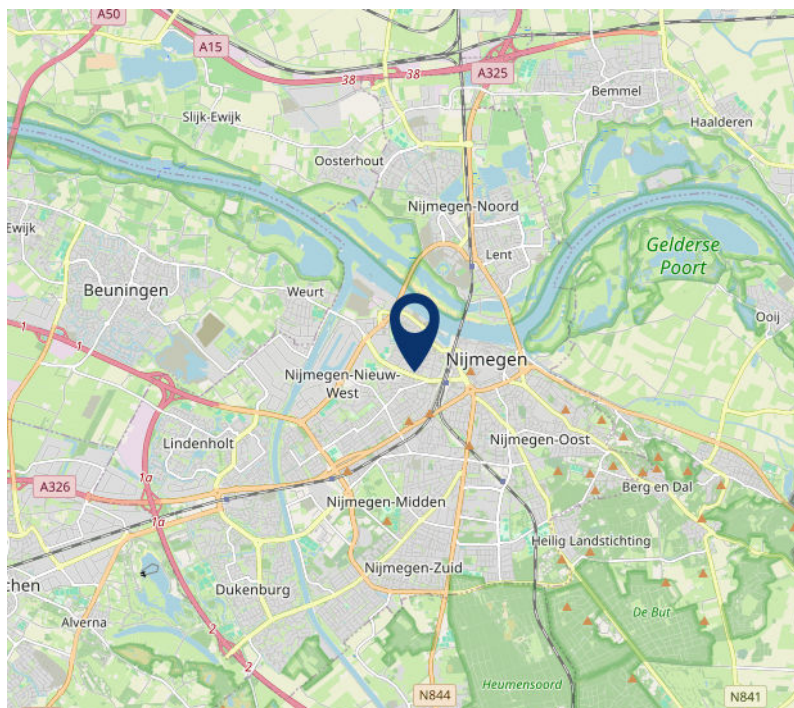 A50
A15
A325
38
38
Bemmel
Slijk-Ewijk
Haalderen
Oosterhout
Nijmegen-Noord
Ewijk
Lent
Gelderse
Poort
Beuningen
Weurt
Ooij
1
1
Nijmegen
Nijmegen-Nieuw-
West
Lindenholt
Nijmegen-Oost
1a
A326
Berg en Dal
1a
Nijmegen-Midden
Heilig Landstichting
Nijmegen-Zuid
chen
Dukenburg
De But
Alverna
2
2
Heumensoord
N844
N841